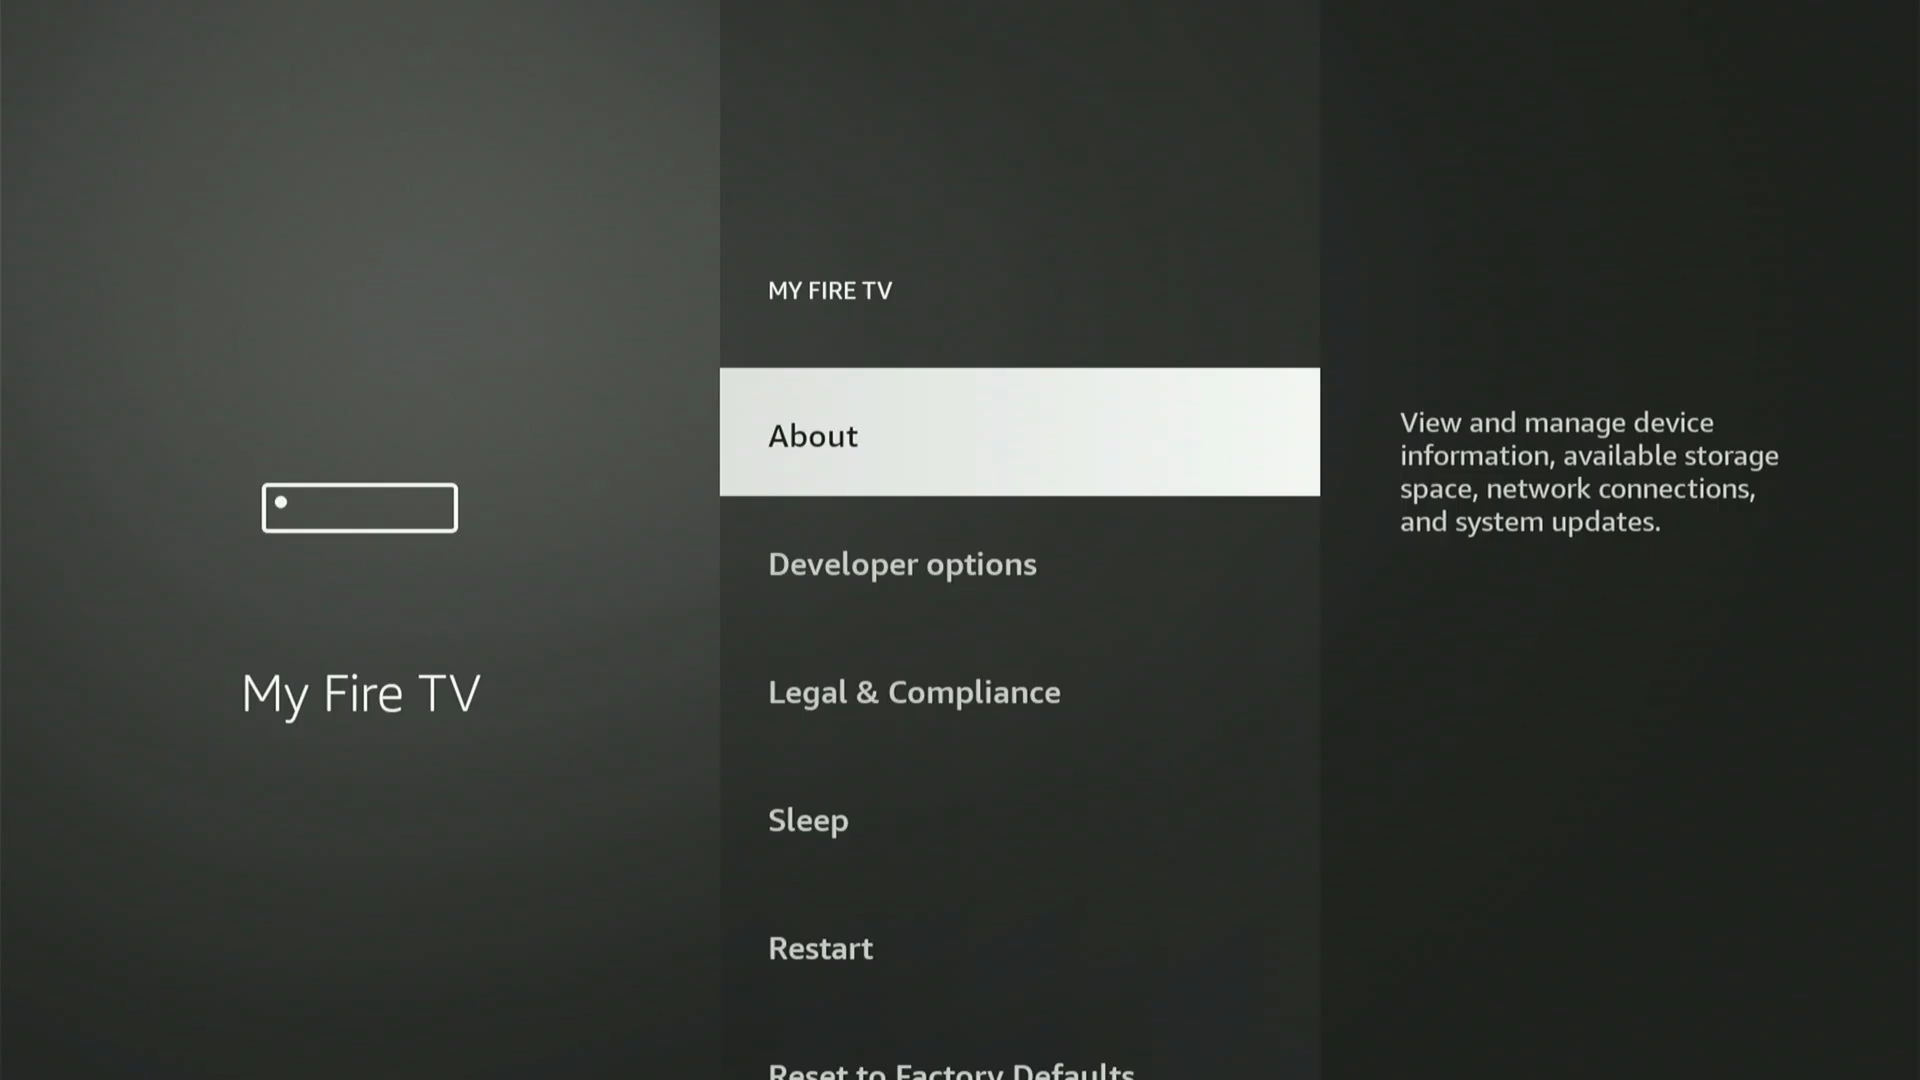 My Fire TV
MY FIRE TV
About
Developer options
Legal & Compliance
Sleep
Restart
Reset to Factory Defaults
View and manage device
information, available storage
space, network connections,
and system updates.